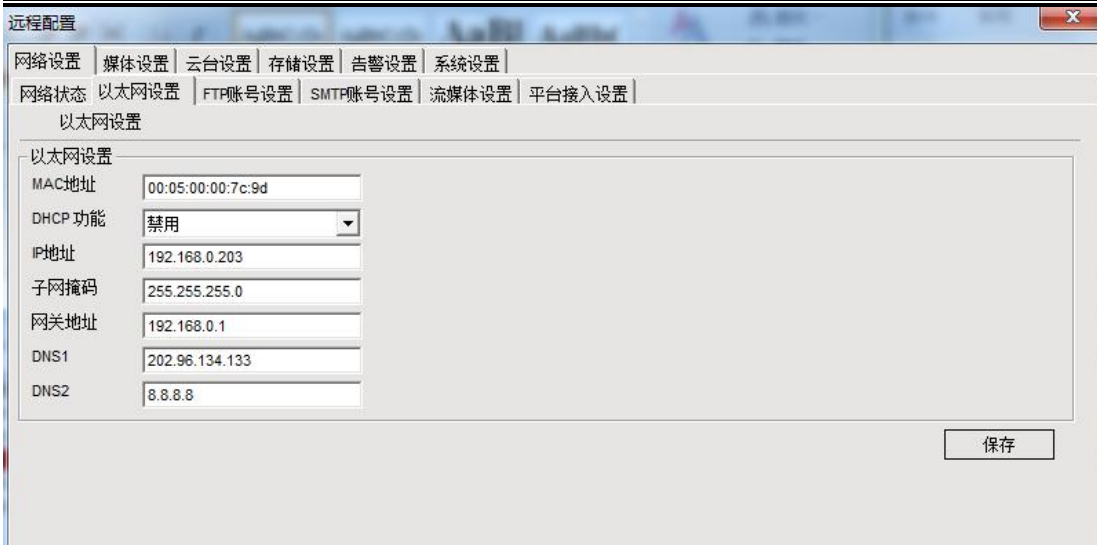 远程配置
网络设置 媒体设置 云台设置 存储设置 告警设置 系统设置
网络状态 以太网设置 FTP账号设置 SMTP账号设置 流媒体设置 平台接入设置
以太网设置
以太网设置
MAC地址 00:05:00:00:7c:9d
DHCP功能 禁用
IP地址 192.168.0.203
子网掩码 255.255.255.0
网关地址 192.168.0.1
DNS1 202.96.134.133
DNS2 8.8.8.8
保存